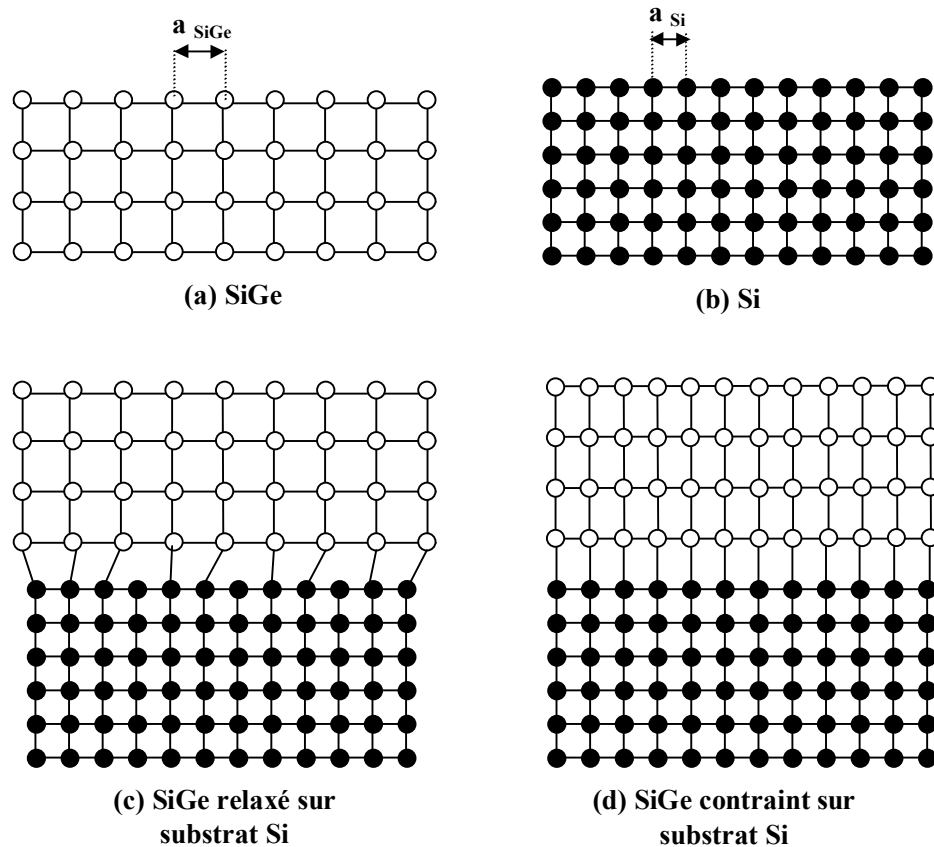 a SiGe
a Si
(a) SiGe
(b) Si
(c) SiGe relaxé sur
substrat Si
(d) SiGe contraint sur
substrat Si